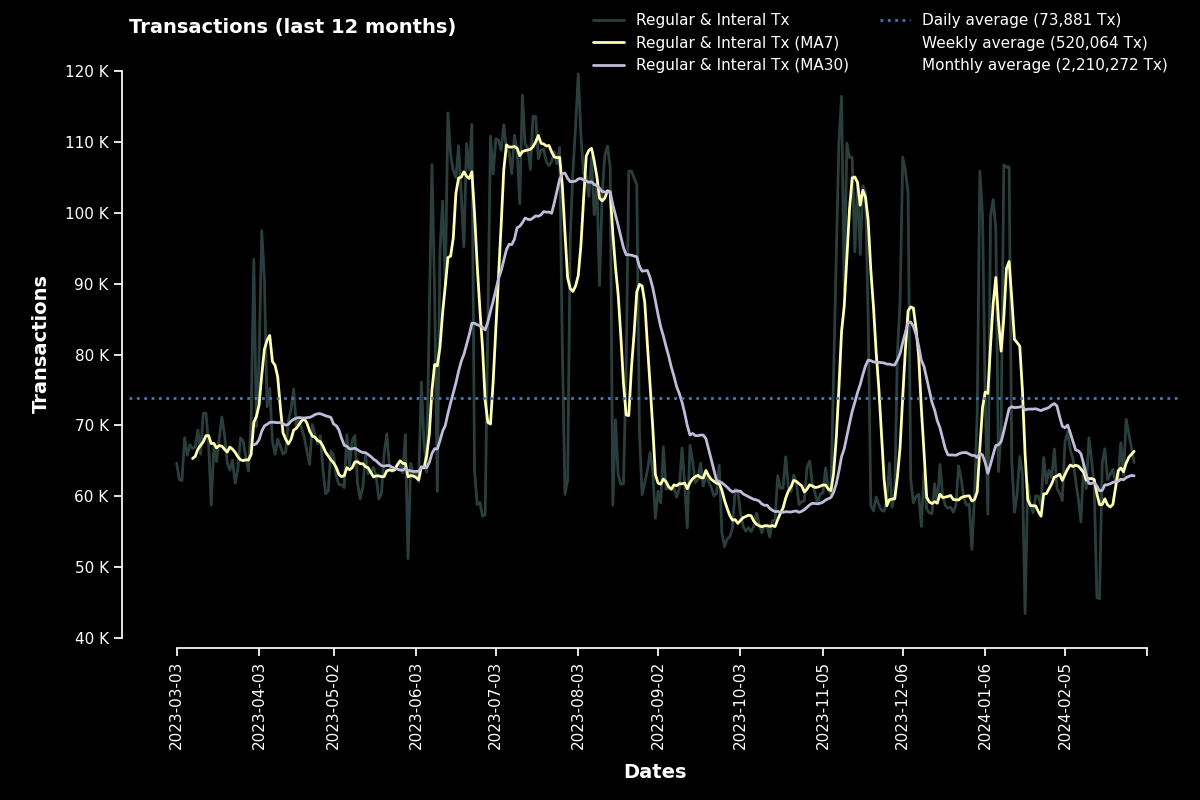 Transactions (last 12 months)
Regular & Interal Tx
Regular & Interal Tx (MA7)
Regular & Interal Tx (MA30)
Daily average (73,881 Tx)
Weekly average (520,064 Tx)
Monthly average (2,210,272 Tx)
Transactions
120 K
110 K
100 K
90 K
80 K
70 K
60 K
50 K
40 K
2023-03-03
2023-04-03
2023-05-02
2023-06-03
2023-07-03
2023-08-03
2023-09-02
2023-10-03
2023-11-05
2023-12-06
2024-01-06
2024-02-05
Dates